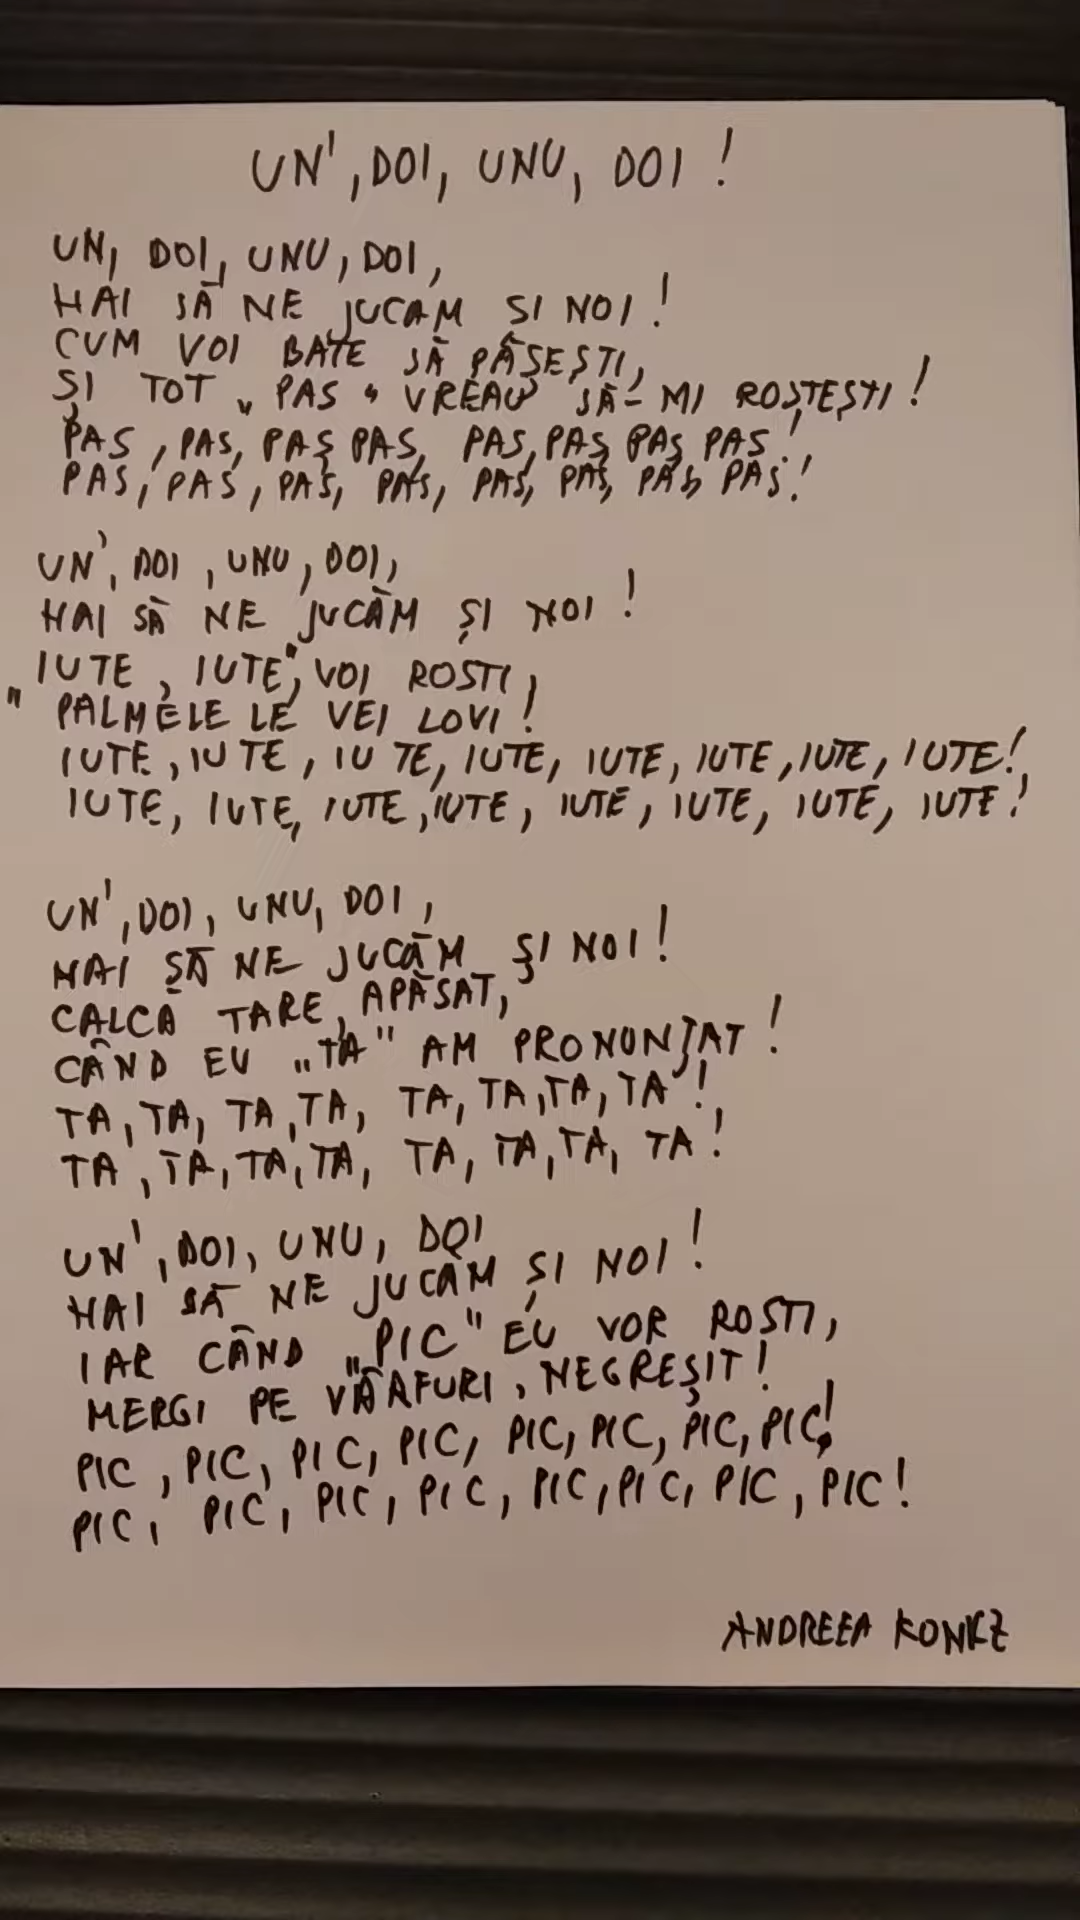 UN', DOI, UNU, DOI!
UN, DOI, UNU, DOI,
HAI SĂ NE JUCAM SI NOI!
CUM VOI BATE SĂ PĂȘEȘTI,
ȘI TOT „PAS" VREAU SĂ-MI ROSTEȘTI!
PAS, PAS, PAS, PAS, PAS, PAS, PAS, PAS!
PAS, PAS, PAS, PAS, PAS, PAS, PAS, PAS!
UN', DOI, UNU, DOI,
HAI SĂ NE JUCĂM ȘI NOI!
IUTE, IUTE", VOI ROSTI,
" PALMELE LE VEI LOVI!
IUTE, IUTE, IUTE, IUTE, IUTE, IUTE, IUTE, IUTE!
IUTE, IUTE, IUTE, IUTE, IUTE, IUTE, IUTE, IUTE!
UN', DOI, UNU, DOI,
HAI SĂ NE JUCĂM ȘI NOI!
CALCĂ TARE, APĂSAT,
CÂND EU „TA" AM PRONUNȚAT!
TA, TA, TA, TA, TA, TA, TA, TA!
TA, TA, TA, TA, TA, TA, TA, TA!
UN', DOI, UNU, DOI
HAI SĂ NE JUCĂM ȘI NOI!
IAR CÂND „PIC" EU VOR ROSTI,
MERGI PE VÂAFURI, NEGREȘIT!
PIC, PIC, PIC, PIC, PIC, PIC, PIC, PIC!
PIC, PIC, PIC, PIC, PIC, PIC, PIC, PIC!
ANDREEA KONKZ